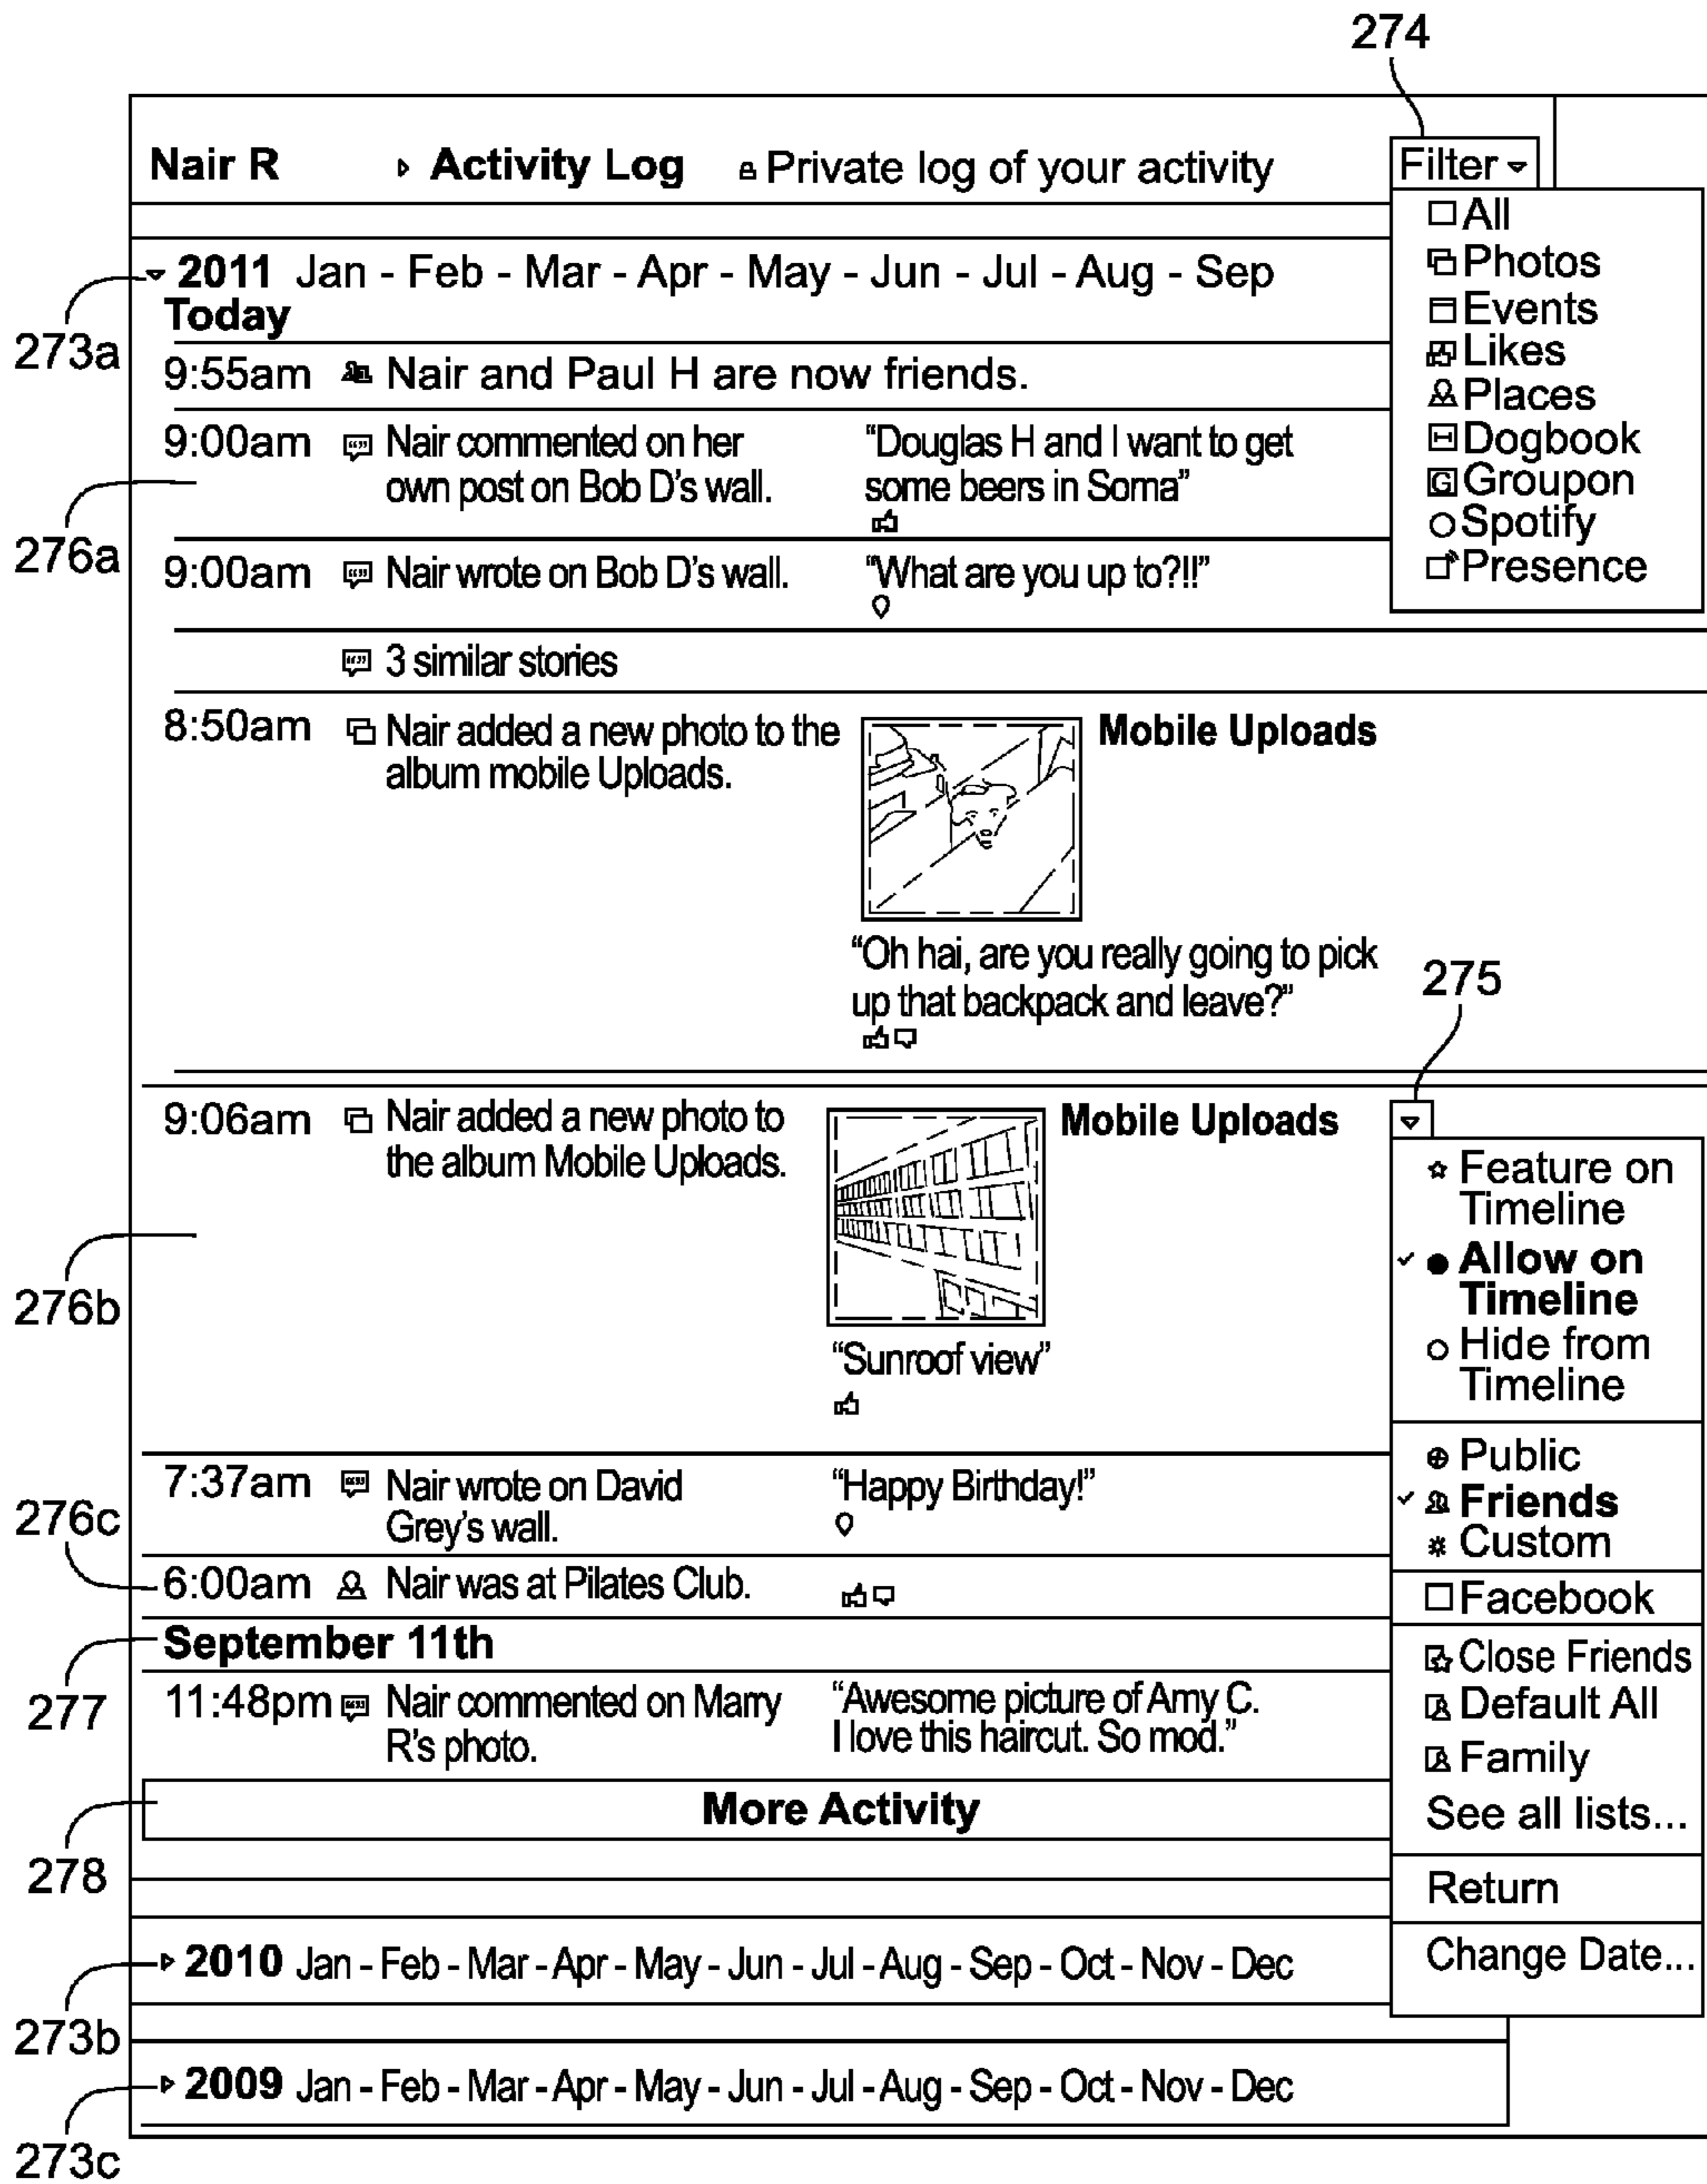 274
Nair R Activity Log Private log of your activity Filter
All
Photos
Events
Likes
Places
Dogbook
Groupon
Spotify
Presence
2011 Jan - Feb - Mar - Apr - May - Jun - Jul - Aug - Sep
273a
Today
9:55am Nair and Paul H are now friends.
9:00am Nair commented on her
own post on Bob D's wall.
“Douglas H and I want to get
some beers in Soma”
276a
9:00am Nair wrote on Bob D's wall. “What are you up to?!!”
3 similar stories
8:50am Nair added a new photo to the
album mobile Uploads.
Mobile Uploads
“Oh hai, are you really going to pick
up that backpack and leave?”
275
9:06am Nair added a new photo to
the album Mobile Uploads.
Mobile Uploads
276b
“Sunroof view”
Feature on
Timeline
Allow on
Timeline
Hide from
Timeline
Public
Friends
Custom
Facebook
Close Friends
Default All
Family
See all lists...
Return
Change Date...
7:37am Nair wrote on David
Grey's wall.
“Happy Birthday!”
276c
6:00am Nair was at Pilates Club.
September 11th
277
11:48pm Nair commented on Marry
R's photo.
“Awesome picture of Amy C.
I love this haircut. So mod.”
More Activity
278
2010 Jan - Feb - Mar - Apr - May - Jun - Jul - Aug - Sep - Oct - Nov - Dec
273b
2009 Jan - Feb - Mar - Apr - May - Jun - Jul - Aug - Sep - Oct - Nov - Dec
273c